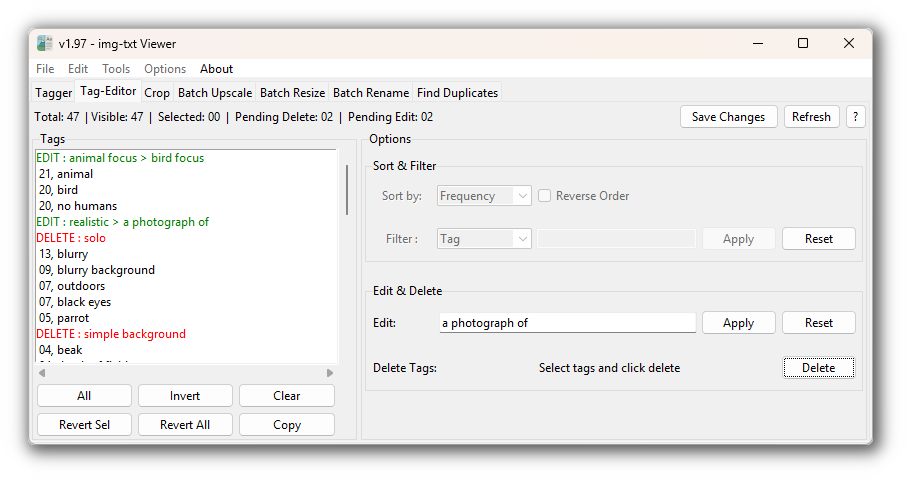 v1.97 - img-txt Viewer
File Edit Tools Options About
Tagger Tag-Editor Crop Batch Upscale Batch Resize Batch Rename Find Duplicates
Total: 47 | Visible: 47 | Selected: 00 | Pending Delete: 02 | Pending Edit: 02
Save Changes Refresh ?
Tags
EDIT : animal focus > bird focus
21, animal
20, bird
20, no humans
EDIT : realistic > a photograph of
DELETE : solo
13, blurry
09, blurry background
07, outdoors
07, black eyes
05, parrot
DELETE : simple background
04, beak
All Invert Clear
Revert Sel Revert All Copy
Options
Sort & Filter
Sort by: Frequency Reverse Order
Filter : Tag Apply Reset
Edit & Delete
Edit: a photograph of Apply Reset
Delete Tags: Select tags and click delete Delete